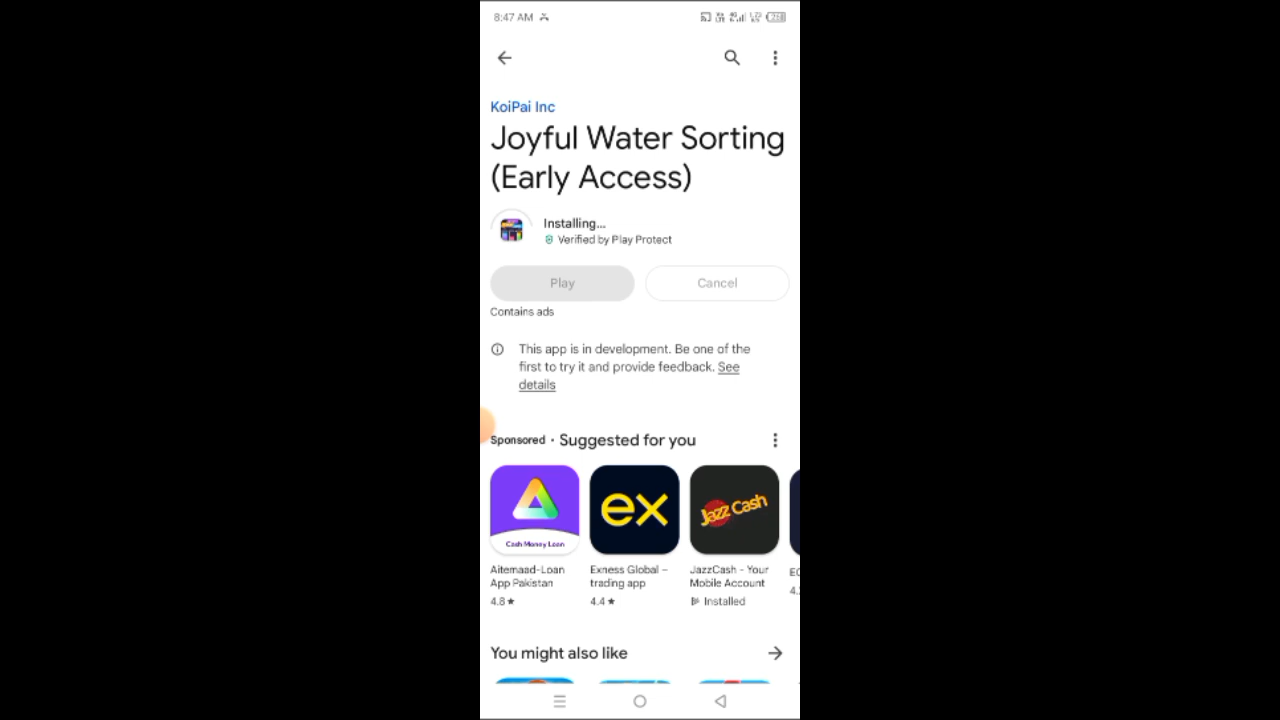 8:47 AM
KoiPai Inc
Joyful Water Sorting
(Early Access)
Installing...
Verified by Play Protect
Play
Cancel
Contains ads
This app is in development. Be one of the
first to try it and provide feedback. See
details
Sponsored · Suggested for you
Cash Money Loan
ex
Jazz Cash
Aitemaad-Loan
App Pakistan
4.8★
Exness Global –
trading app
4.4★
JazzCash - Your
Mobile Account
Installed
You might also like